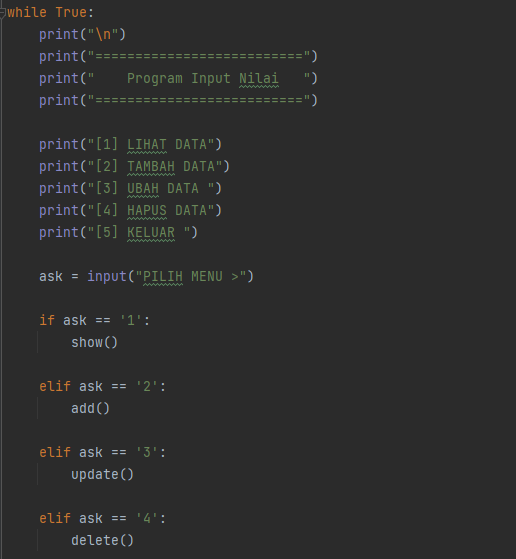 while True:
    print("\n")
    print("==========================")
    print("    Program Input Nilai   ")
    print("==========================")

    print("[1] LIHAT DATA")
    print("[2] TAMBAH DATA")
    print("[3] UBAH DATA ")
    print("[4] HAPUS DATA")
    print("[5] KELUAR ")

    ask = input("PILIH MENU >")

    if ask == '1':
        show()

    elif ask == '2':
        add()

    elif ask == '3':
        update()

    elif ask == '4':
        delete()